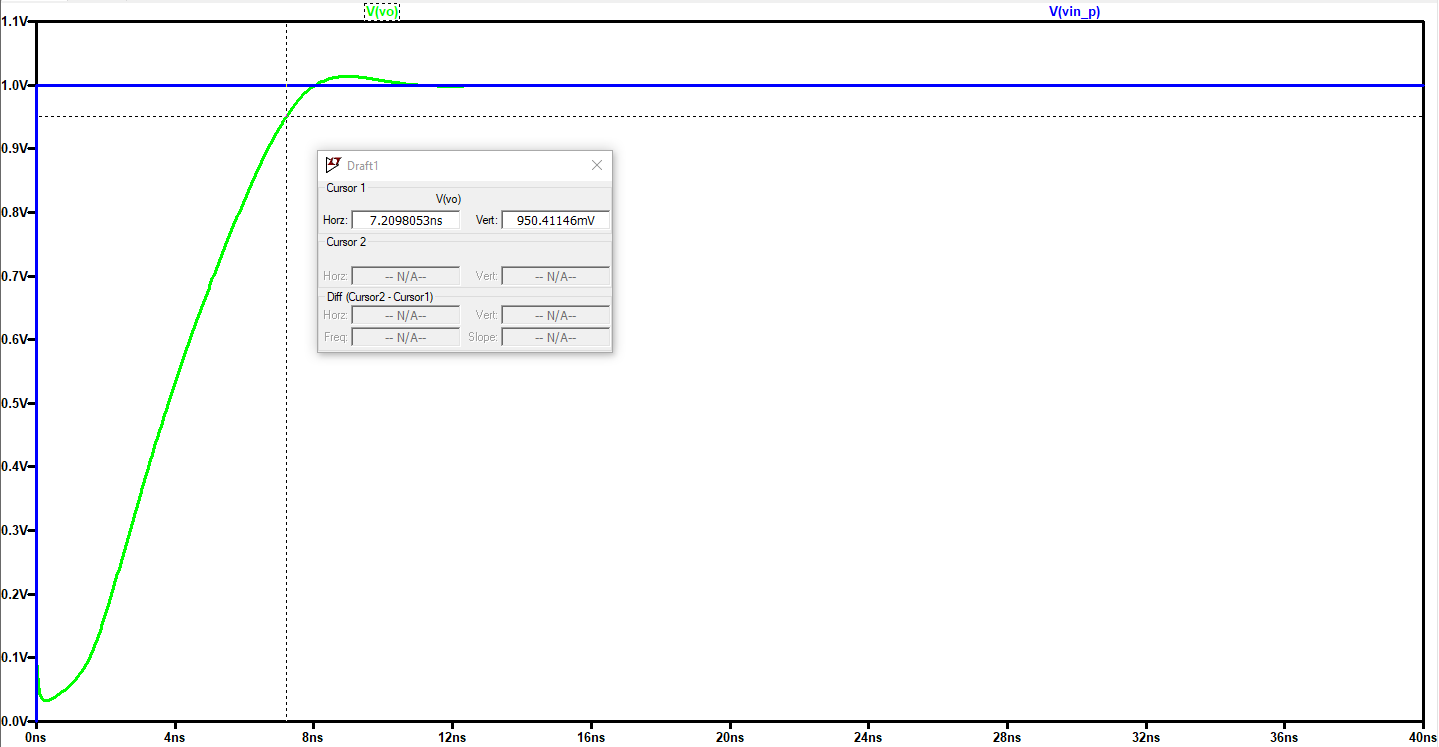 V(vo) V(vin_p)
1.1V
1.0V
0.9V
0.8V
0.7V
0.6V
0.5V
0.4V
0.3V
0.2V
0.1V
0.0V
Draft1
Cursor 1
V(vo)
Horz: 7.2098053ns Vert: 950.41146mV
Cursor 2
Horz: -- N/A-- Vert: -- N/A--
Diff (Cursor2 - Cursor1)
Horz: -- N/A-- Vert: -- N/A--
Freq: -- N/A-- Slope: -- N/A--
0ns 4ns 8ns 12ns 16ns 20ns 24ns 28ns 32ns 36ns 40ns